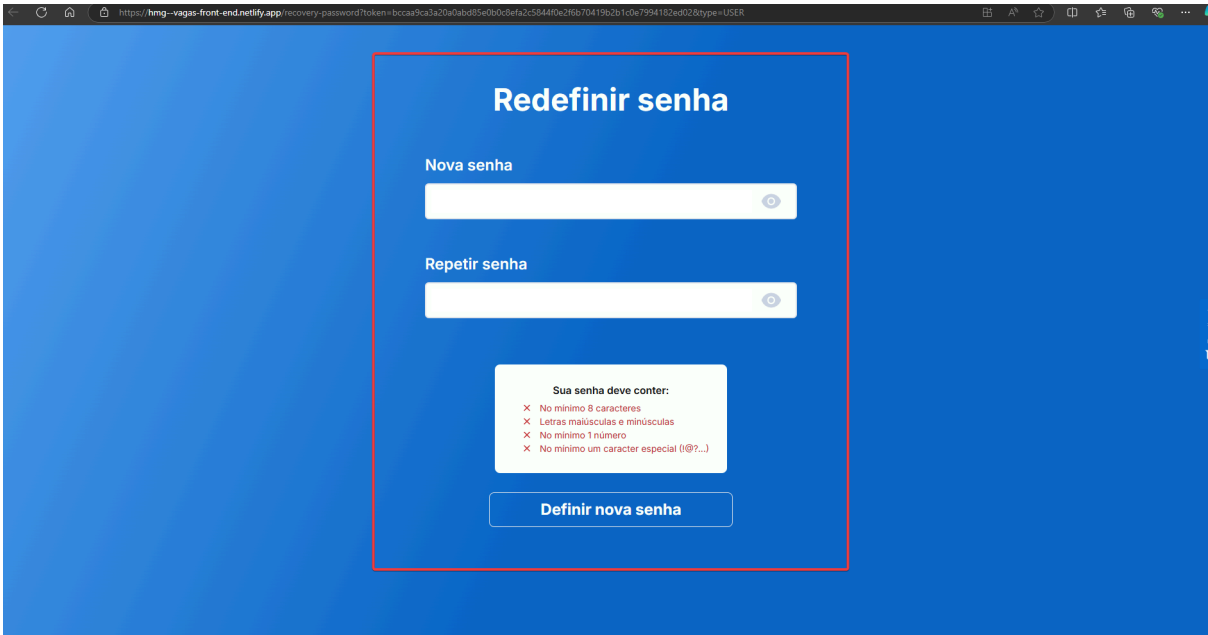 https://hmg--vagas-front-end.netlify.app/recovery-password?token=bccaa9ca3a20a0abd85e0b0c8efa2c5844f0e2f6b70419b2b1c0e7994182ed02&type=USER
Redefinir senha
Nova senha
Repetir senha
Sua senha deve conter:
No mínimo 8 caracteres
Letras maiúsculas e minúsculas
No mínimo 1 número
No mínimo um caracter especial (!@?...)
Definir nova senha